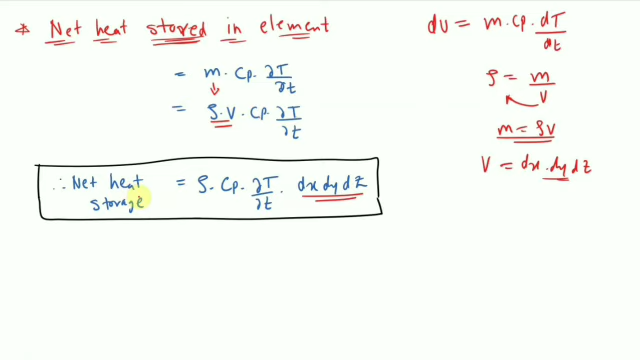 * Net heat stored in element
= m · Cp · ∂T/∂t
= ρ · V · Cp · ∂T/∂t
∴ Net heat storage = ρ · Cp · ∂T/∂t · dx dy dz
du = m · Cp · dT/dt
ρ = m/V
m = ρV
V = dx · dy dz